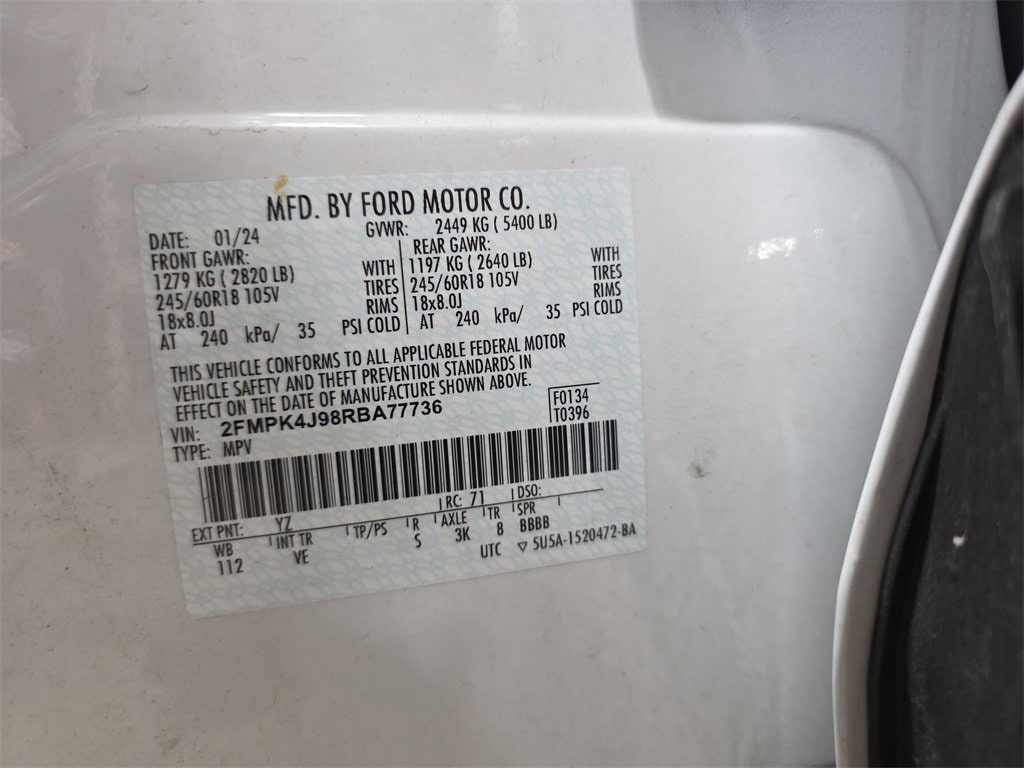 MFD. BY FORD MOTOR CO.
DATE: 01/24 GVWR: 2449 KG ( 5400 LB)
FRONT GAWR: REAR GAWR:
1279 KG ( 2820 LB) WITH 1197 KG ( 2640 LB) WITH
245/60R18 105V TIRES 245/60R18 105V TIRES
18x8.0J RIMS 18x8.0J RIMS
AT 240 kPa/ 35 PSI COLD AT 240 kPa/ 35 PSI COLD
THIS VEHICLE CONFORMS TO ALL APPLICABLE FEDERAL MOTOR
VEHICLE SAFETY AND THEFT PREVENTION STANDARDS IN
EFFECT ON THE DATE OF MANUFACTURE SHOWN ABOVE.
VIN: 2FMPK4J98RBA77736 F0134
TYPE: MPV T0396
EXT PNT: YZ RC: 71 DSO:
WB INT TR TP/PS R AXLE TR SPR
112 VE S 3K 8 BBBB
UTC ▽ 5U5A-1520472-BA